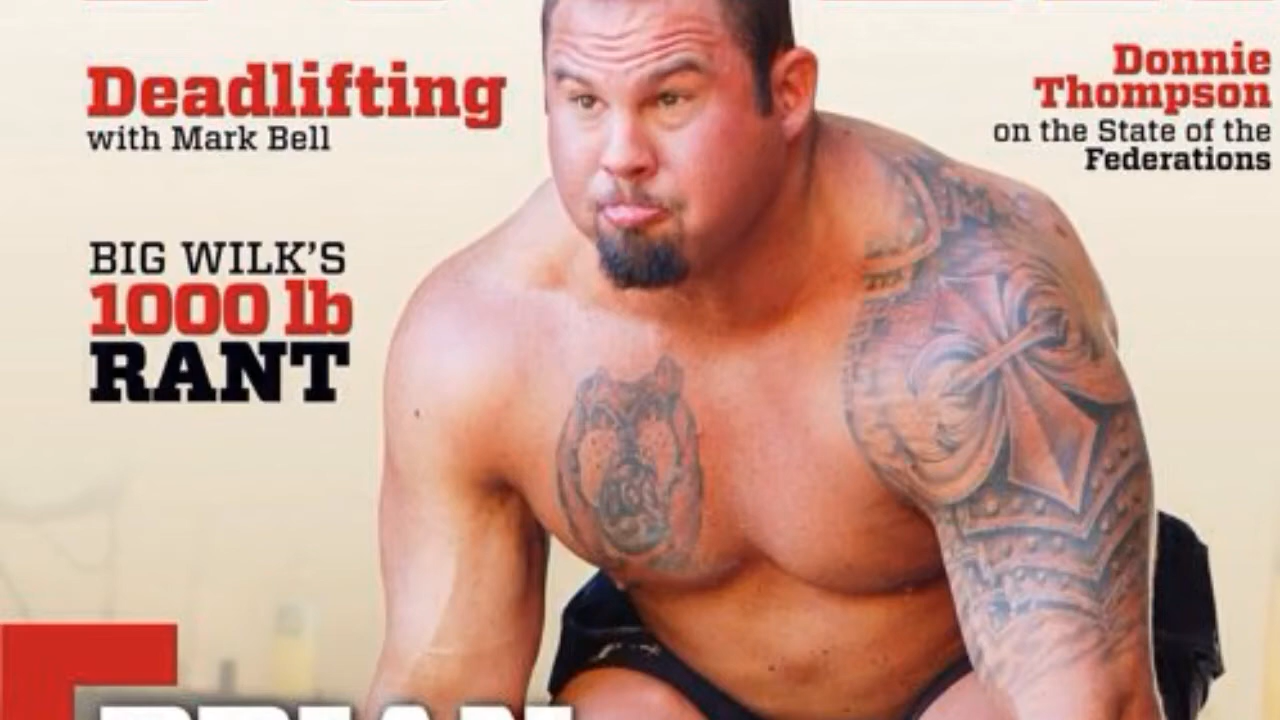 Deadlifting
with Mark Bell
BIG WILK'S
1000 lb
RANT
Donnie
Thompson
on the State of the
Federations